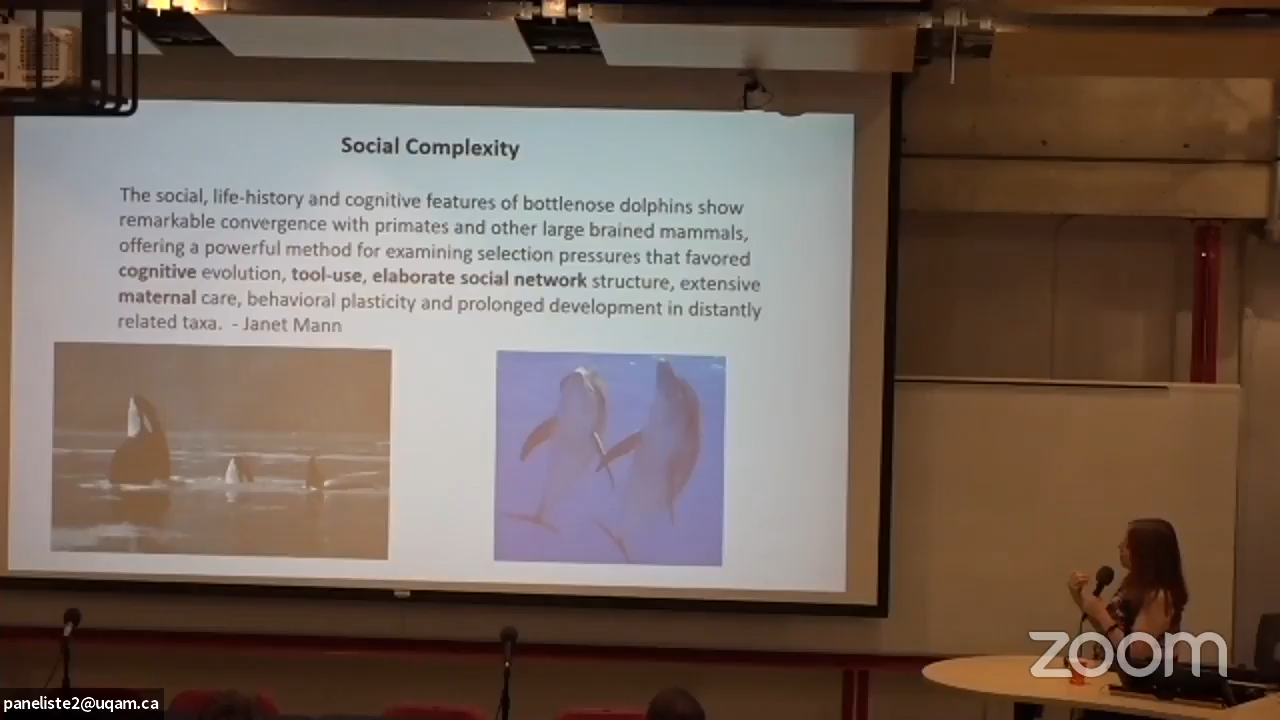 Social Complexity
The social, life-history and cognitive features of bottlenose dolphins show
remarkable convergence with primates and other large brained mammals,
offering a powerful method for examining selection pressures that favored
cognitive evolution, tool-use, elaborate social network structure, extensive
maternal care, behavioral plasticity and prolonged development in distantly
related taxa. - Janet Mann
zoom
paneliste2@uqam.ca